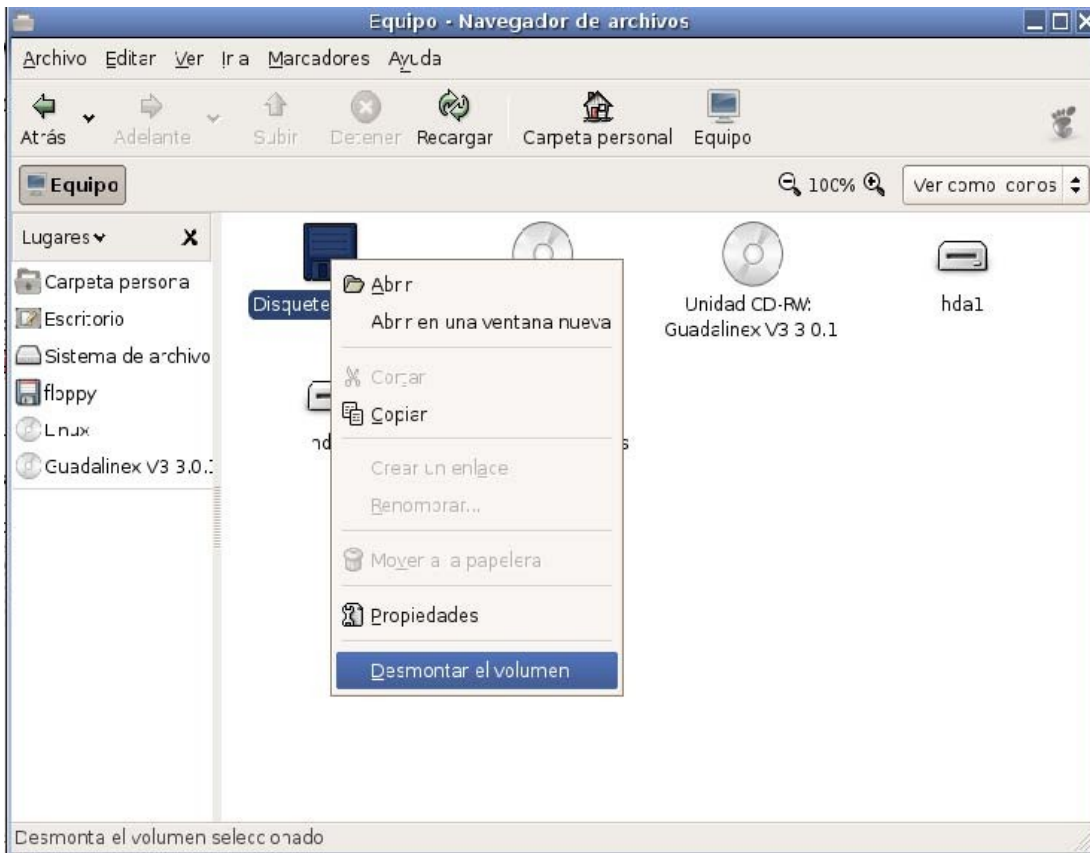 Equipo - Navegador de archivos
Archivo Editar Ver Ir a Marcadores Ayuda
Atrás Adelante Subir Detener Recargar Carpeta personal Equipo
Equipo 100% Ver como iconos
Lugares
Carpeta persona
Escritorio
Sistema de archivo
floppy
Linux
Guadalinex V3 3.0.1
Disquete
Unidad CD-RW:
Guadalinex V3 3 0.1
hda1
hd
s
Abrir
Abrir en una ventana nueva
Cortar
Copiar
Crear un enlace
Renombrar...
Mover a la papelera
Propiedades
Desmontar el volumen
Desmonta el volumen seleccionado